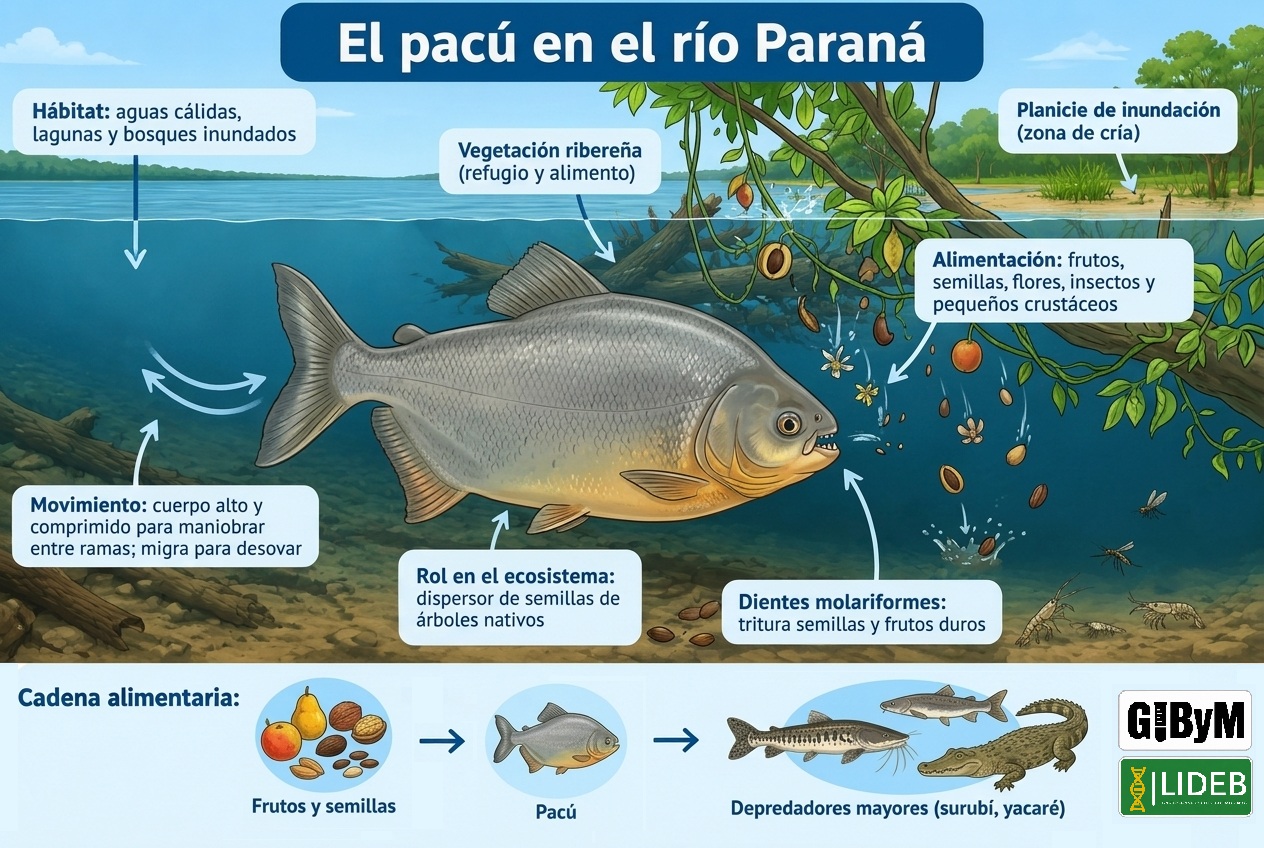 El pacú en el río Paraná
Hábitat: aguas cálidas,
lagunas y bosques inundados
Vegetación ribereña
(refugio y alimento)
Planicie de inundación
(zona de cría)
Alimentación: frutos,
semillas, flores, insectos y
pequeños crustáceos
Movimiento: cuerpo alto y
comprimido para maniobrar
entre ramas; migra para desovar
Rol en el ecosistema:
dispersor de semillas de
árboles nativos
Dientes molariformes:
tritura semillas y frutos duros
Cadena alimentaria:
Frutos y semillas
Pacú
Depredadores mayores (surubí, yacaré)
GIByM
LIDEB